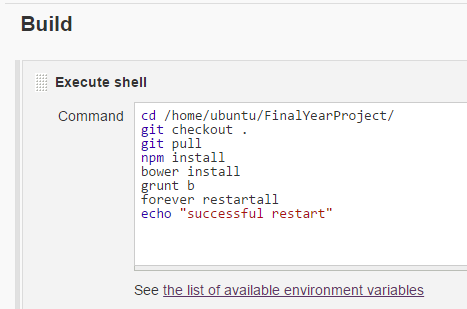 Build
Execute shell
Command
cd /home/ubuntu/FinalYearProject/
git checkout .
git pull
npm install
bower install
grunt b
forever restartall
echo "successful restart"
See the list of available environment variables